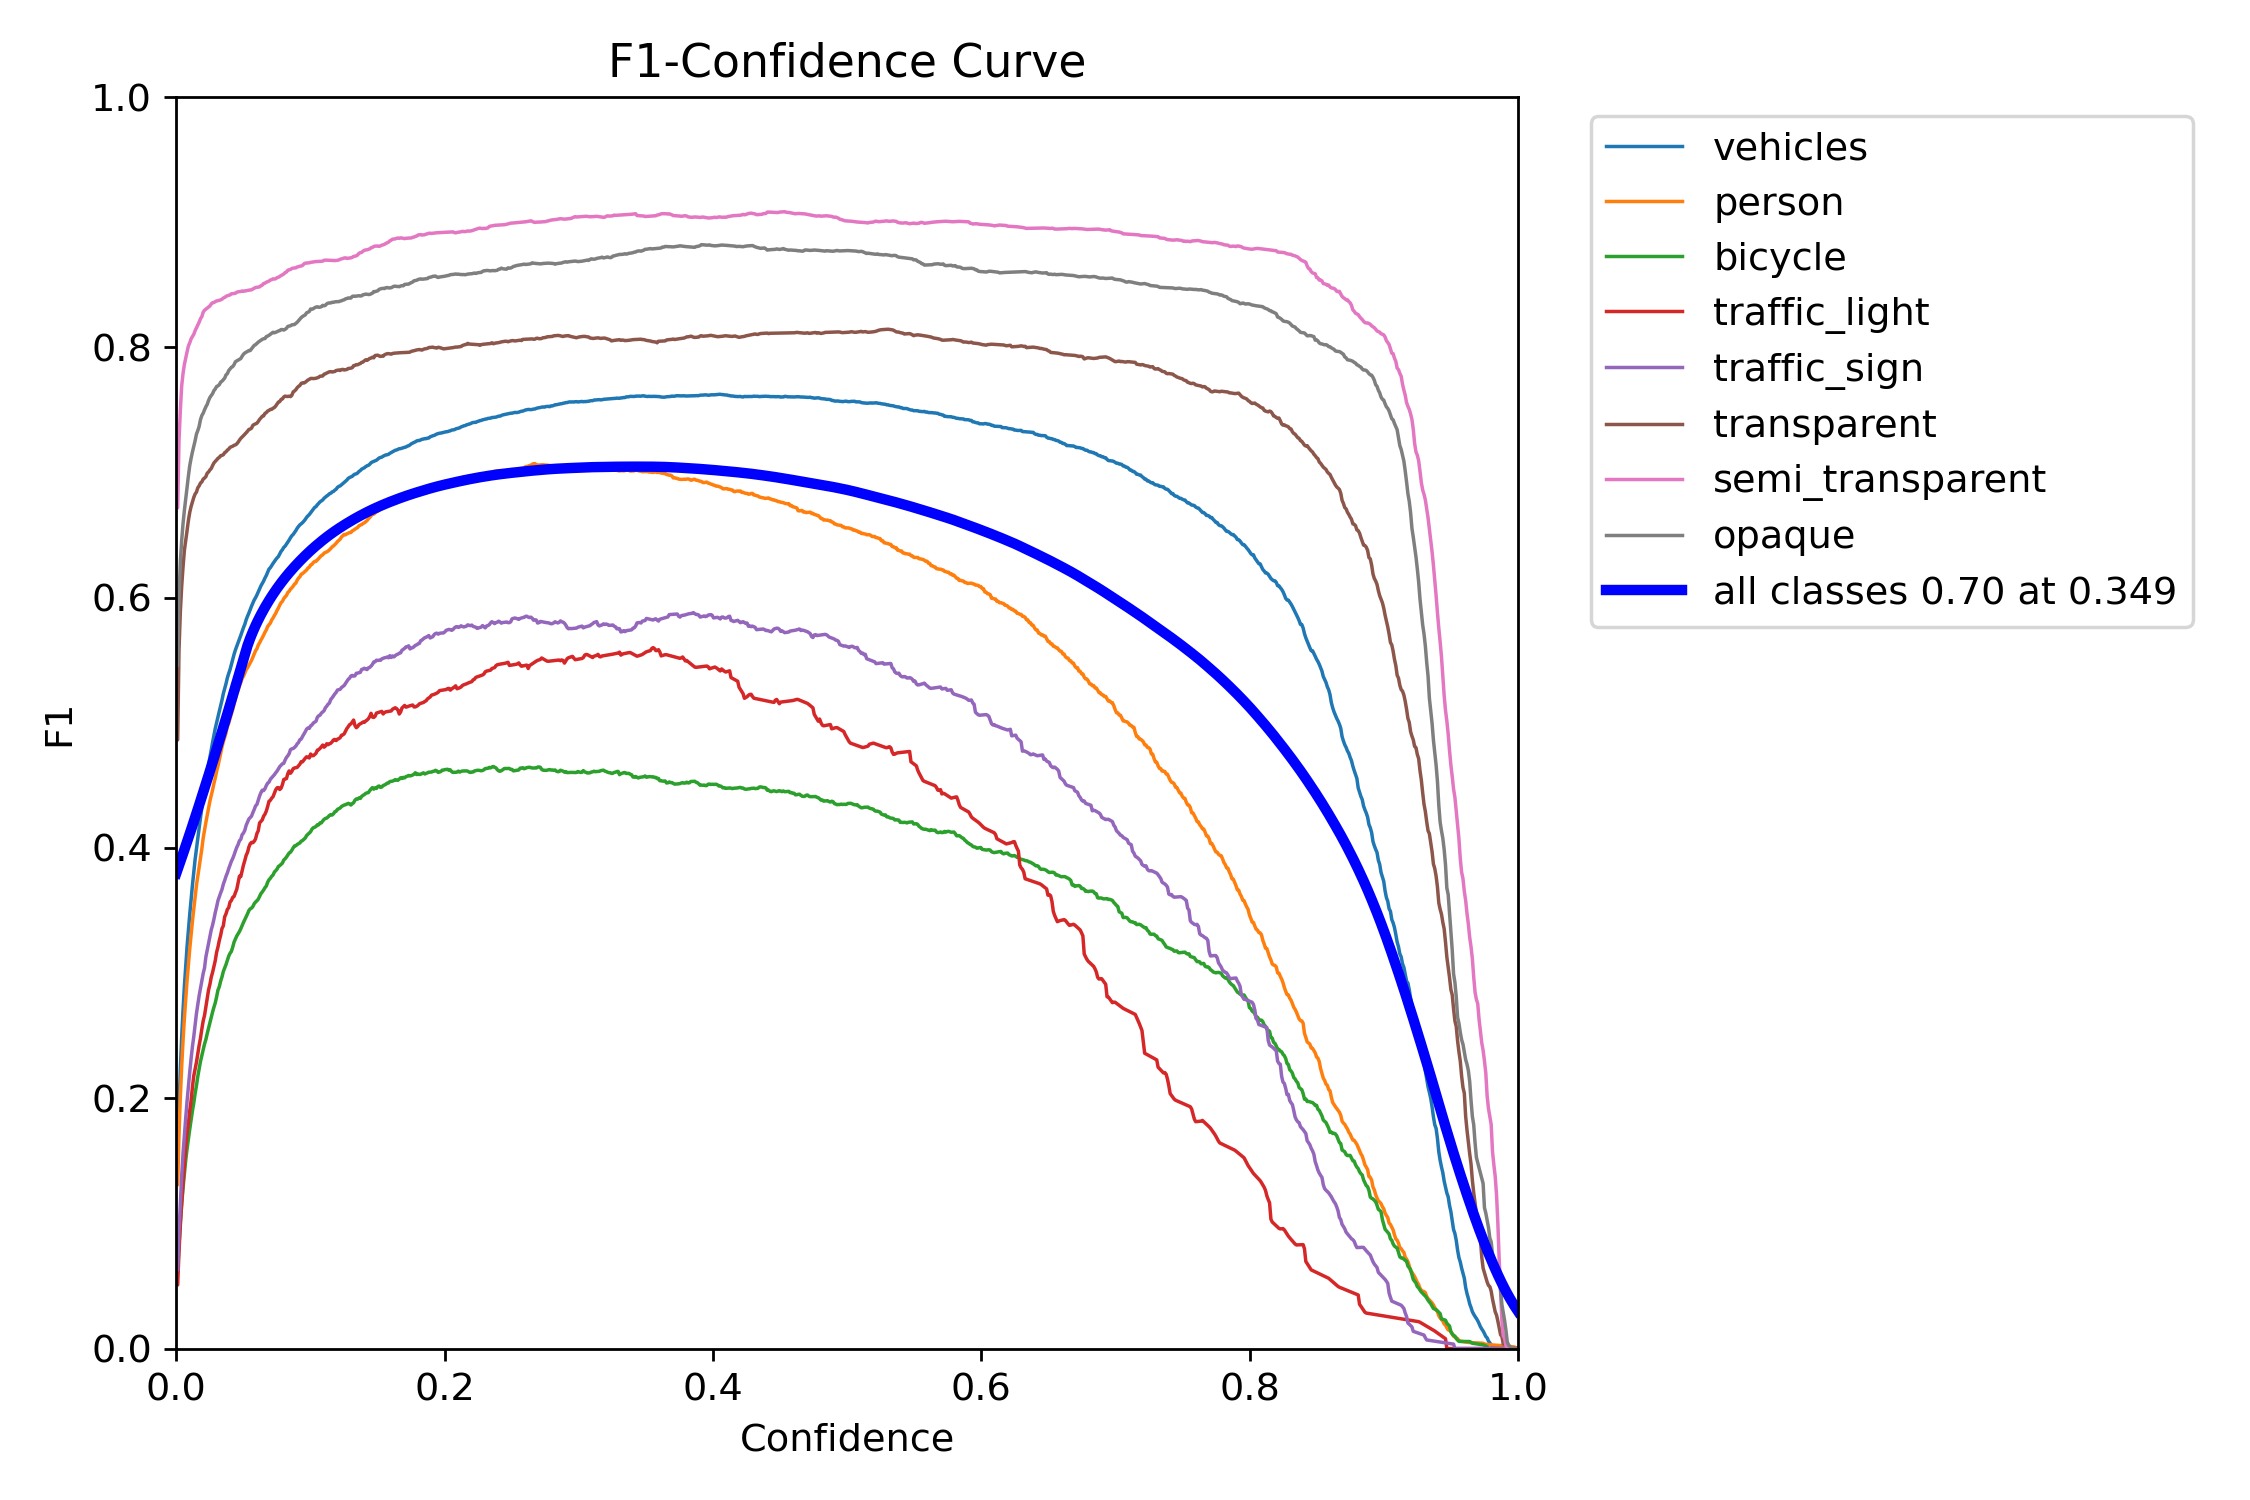 F1-Confidence Curve
1.0
0.8
0.6
0.4
0.2
0.0
F1
0.0 0.2 0.4 0.6 0.8 1.0
Confidence
vehicles
person
bicycle
traffic_light
traffic_sign
transparent
semi_transparent
opaque
all classes 0.70 at 0.349